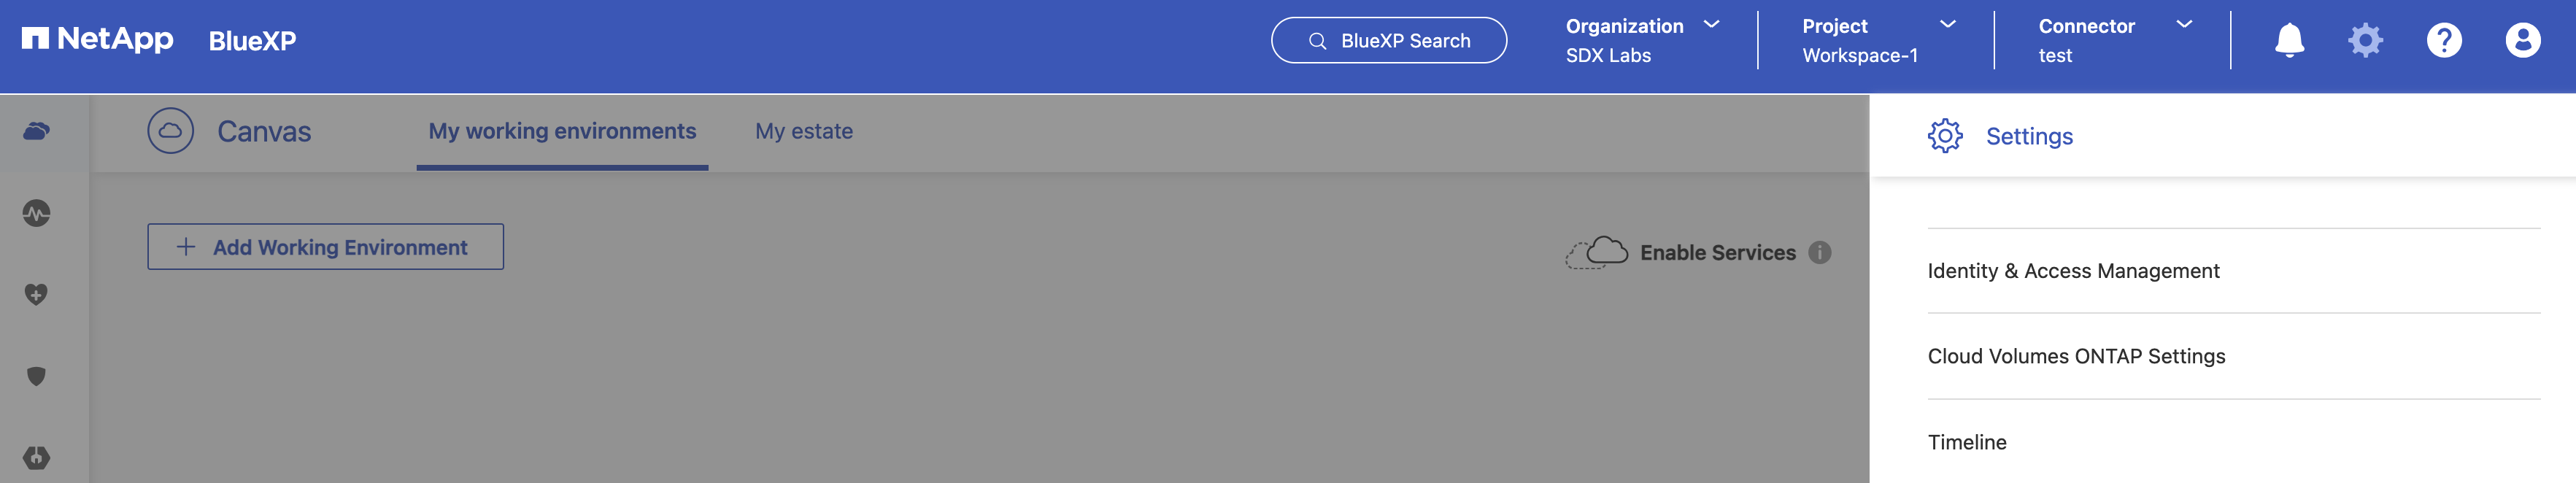 NetApp BlueXP
BlueXP Search
Organization
SDX Labs
Project
Workspace-1
Connector
test
Canvas
My working environments
My estate
Add Working Environment
Enable Services
Settings
Identity & Access Management
Cloud Volumes ONTAP Settings
Timeline